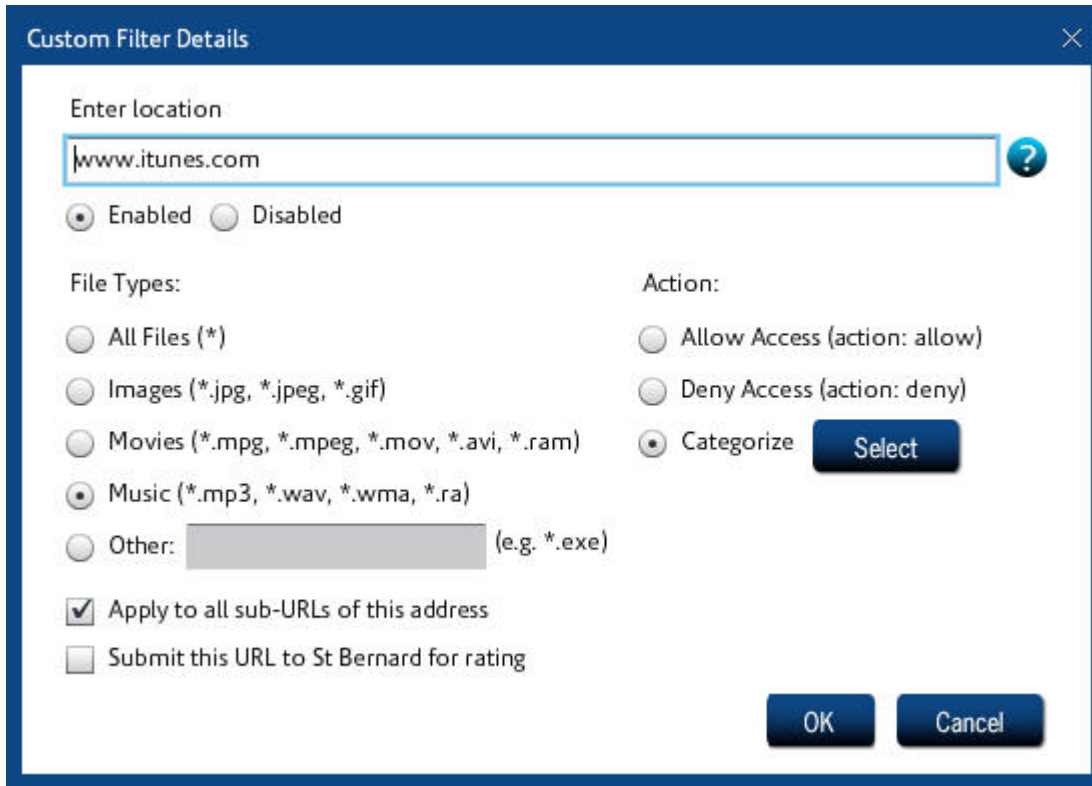 Custom Filter Details
Enter location
www.itunes.com
?
Enabled Disabled
File Types: Action:
All Files (*) Allow Access (action: allow)
Images (*.jpg, *.jpeg, *.gif) Deny Access (action: deny)
Movies (*.mpg, *.mpeg, *.mov, *.avi, *.ram) Categorize Select
Music (*.mp3, *.wav, *.wma, *.ra)
Other: (e.g. *.exe)
Apply to all sub-URLs of this address
Submit this URL to St Bernard for rating
OK Cancel